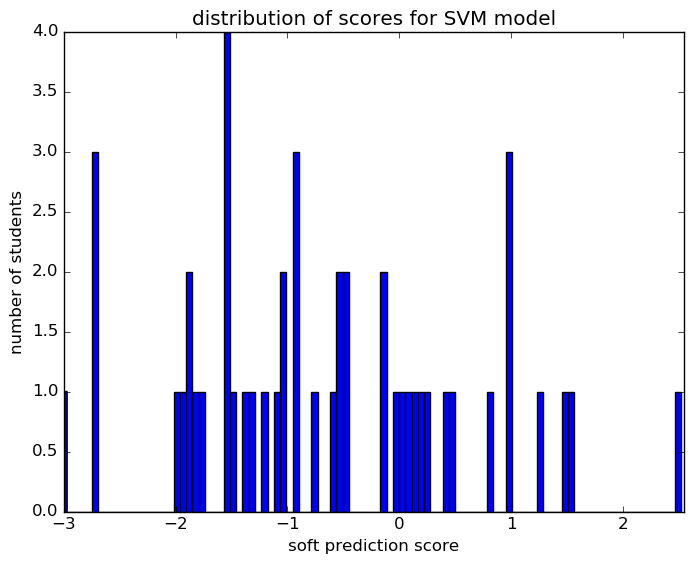 distribution of scores for SVM model
4.0
3.5
3.0
2.5
2.0
1.5
1.0
0.5
0.0
number of students
−3 −2 −1 0 1 2
soft prediction score